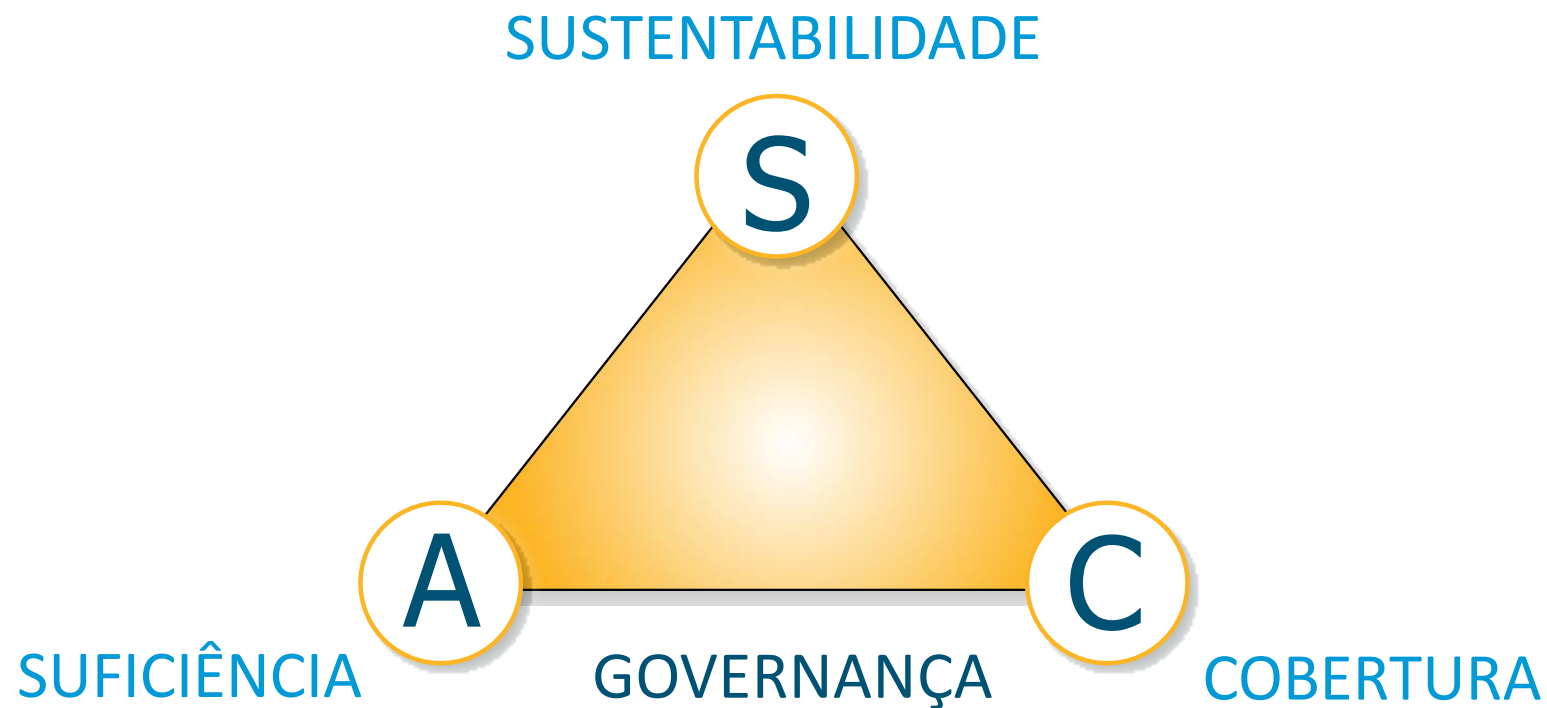 SUSTENTABILIDADE
S
A
C
SUFICIÊNCIA
GOVERNANÇA
COBERTURA